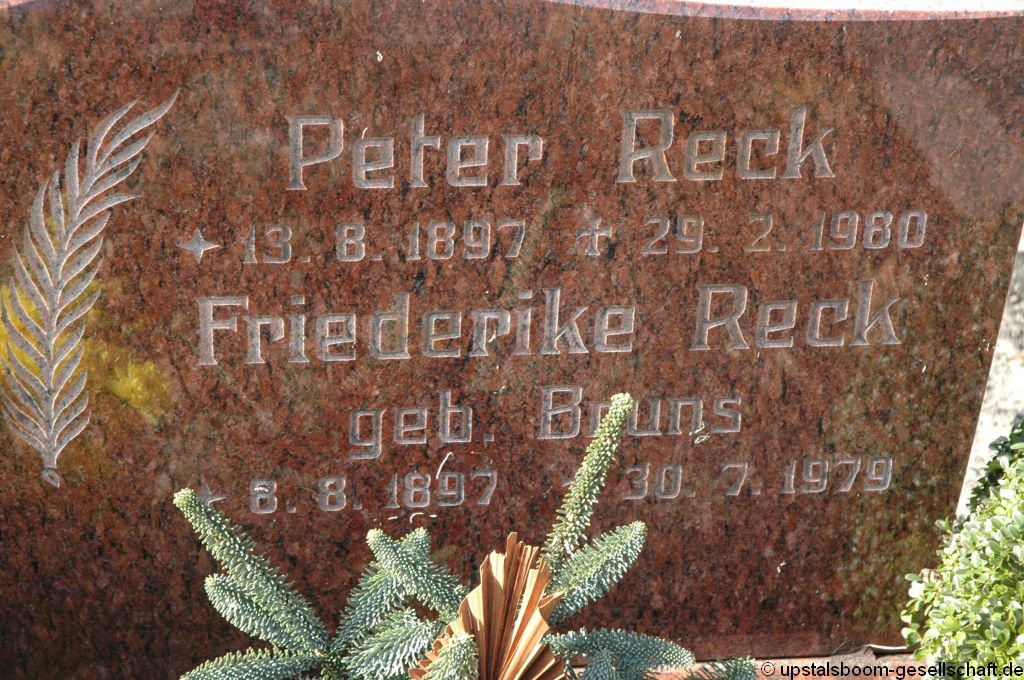 Peter Reck
13. 8. 1897 29. 2. 1980
Friederike Reck
geb. Bruns
8. 8. 1897 30. 7. 1979
© upstalsboom-gesellschaft.de